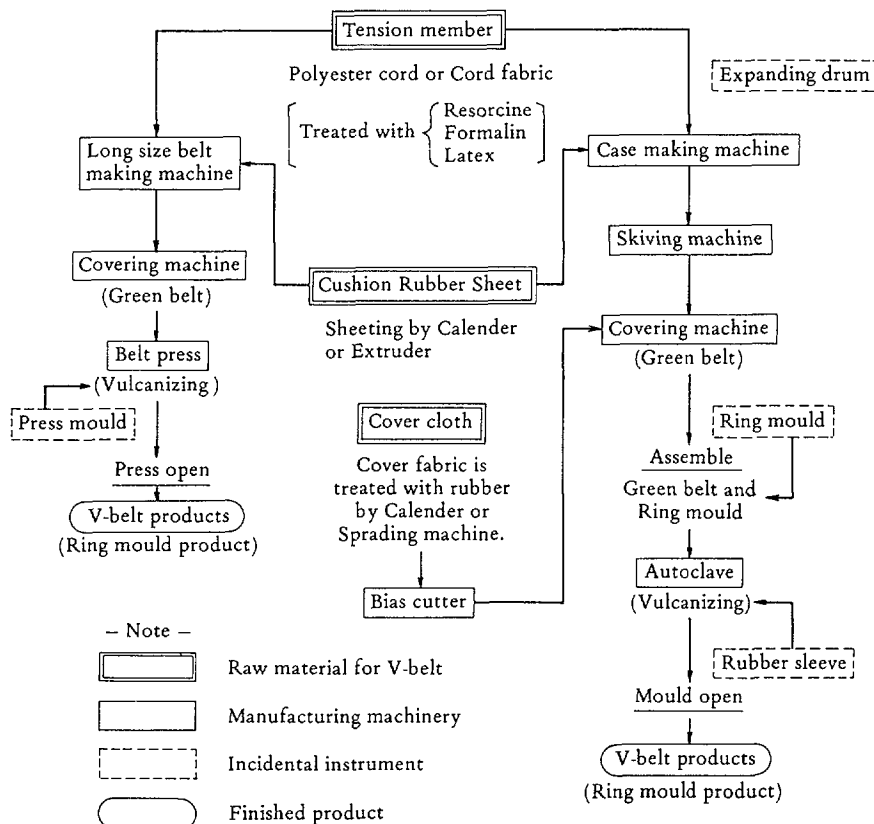 Tension member
Polyester cord or Cord fabric
Expanding drum
Treated with
Resorcine
Formalin
Latex
Long size belt
making machine
Case making machine
Skiving machine
Covering machine
(Green belt)
Cushion Rubber Sheet
Sheeting by Calender
or Extruder
Covering machine
(Green belt)
Belt press
(Vulcanizing)
Press mould
Cover cloth
Ring mould
Press open
Cover fabric is
treated with rubber
by Calender or
Sprading machine.
Assemble
Green belt and
Ring mould
V-belt products
(Ring mould product)
Autoclave
(Vulcanizing)
Bias cutter
Rubber sleeve
Mould open
V-belt products
(Ring mould product)
– Note –
Raw material for V-belt
Manufacturing machinery
Incidental instrument
Finished product